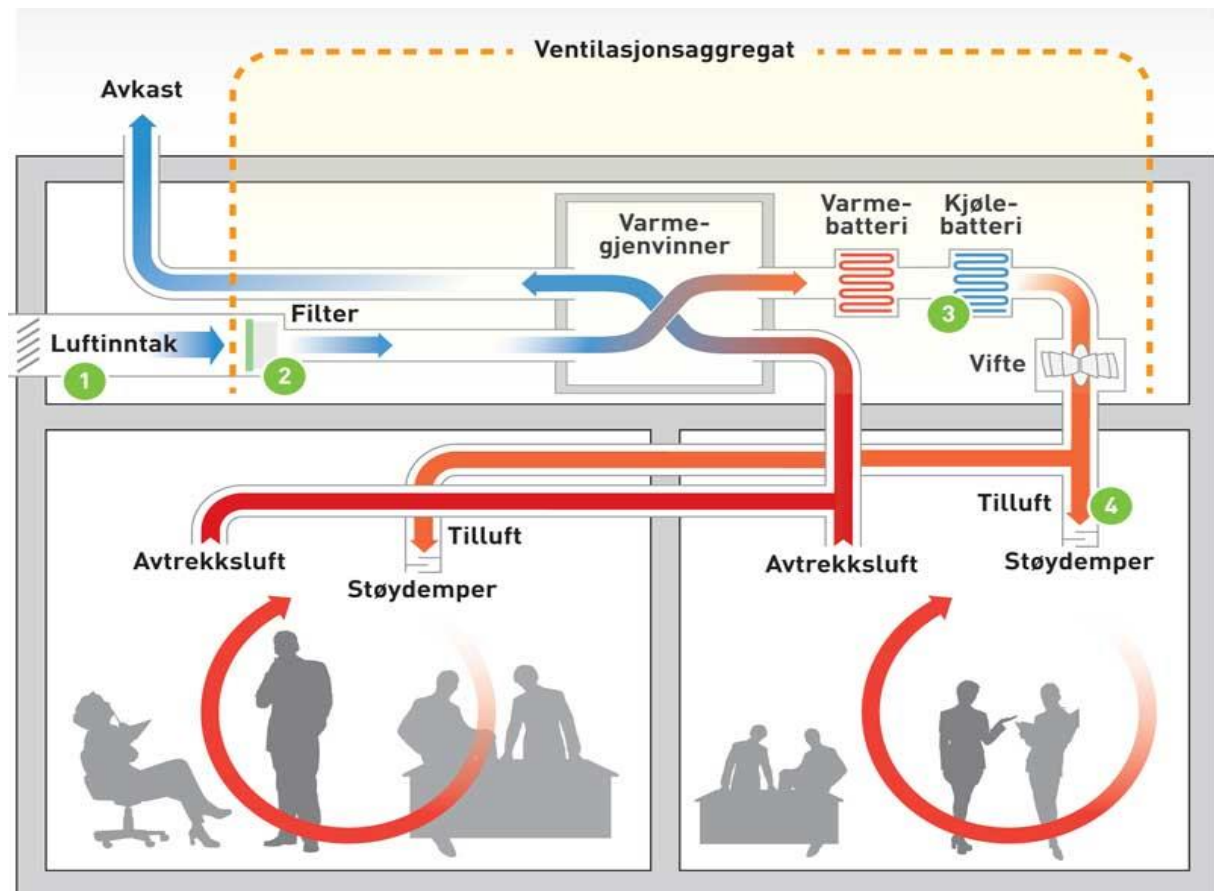 Ventilasjonsaggregat
Avkast
Varme-
gjenvinner
Varme-
batteri
Kjøle-
batteri
Filter
Luftinntak
1
2
3
Vifte
Tilluft
4
Støydemper
Avtrekksluft
Tilluft
Støydemper
Avtrekksluft